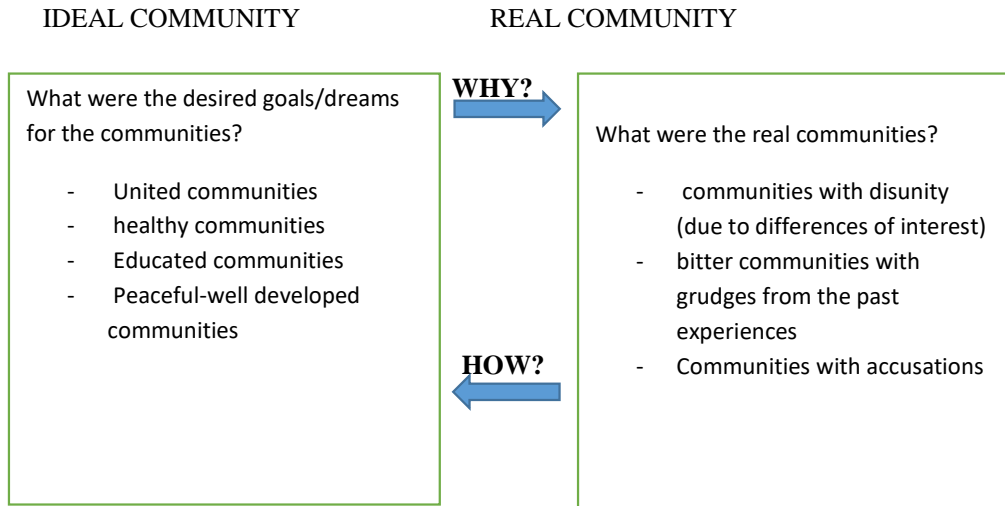 IDEAL COMMUNITY
REAL COMMUNITY
What were the desired goals/dreams
for the communities?
- United communities
- healthy communities
- Educated communities
- Peaceful-well developed
communities
WHY?
HOW?
What were the real communities?
- communities with disunity
(due to differences of interest)
- bitter communities with
grudges from the past
experiences
- Communities with accusations